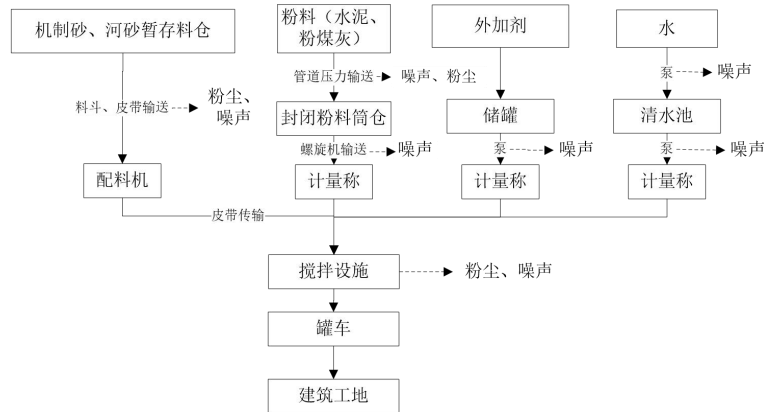 机制砂、河砂暂存料仓
粉料（水泥、
粉煤灰）
外加剂
水
管道压力输送
噪声、粉尘
泵
噪声
料斗、皮带输送
粉尘、
噪声
封闭粉料筒仓
储罐
清水池
螺旋机输送
噪声
泵
噪声
泵
噪声
配料机
计量称
计量称
计量称
皮带传输
搅拌设施
粉尘、噪声
罐车
建筑工地